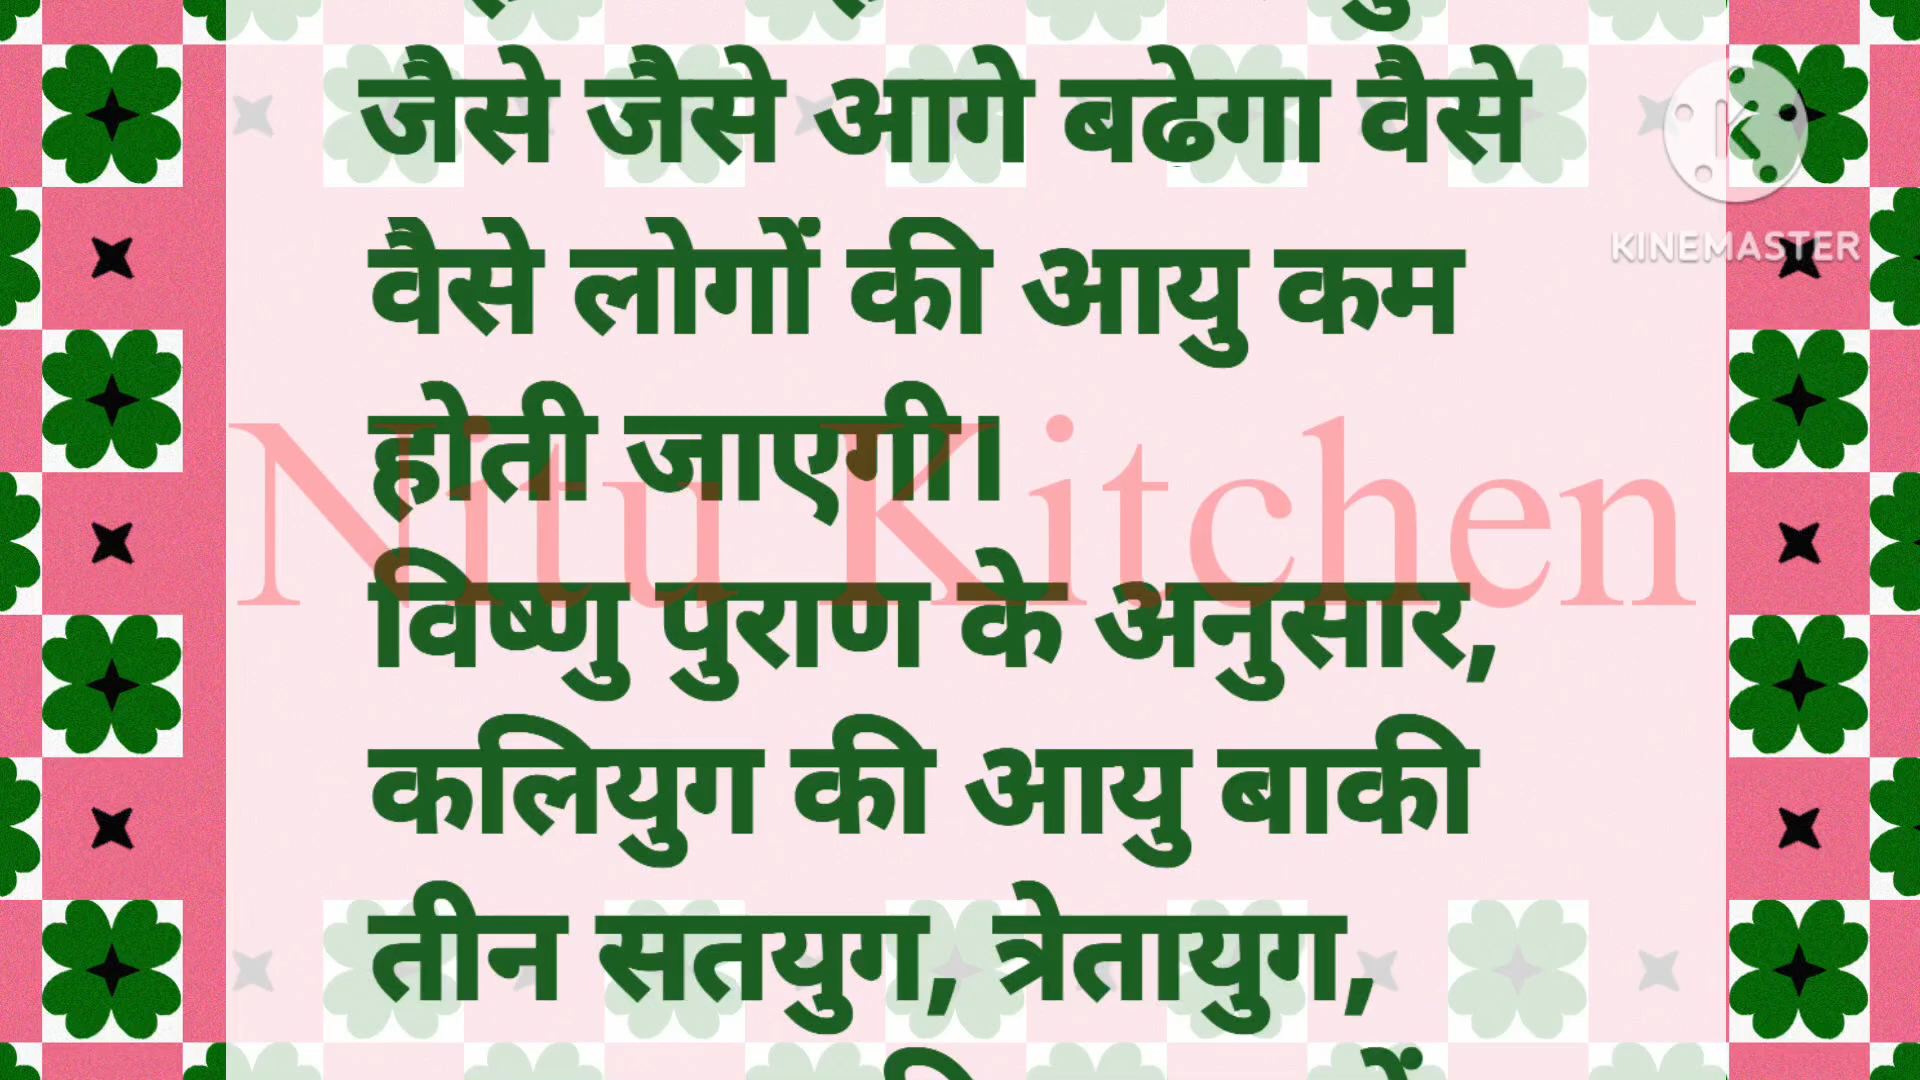 जैसे जैसे आगे बढेगा वैसे
वैसे लोगों की आयु कम
होती जाएगी।
विष्णु पुराण के अनुसार,
कलियुग की आयु बाकी
तीन सतयुग, त्रेतायुग,
Nitu Kitchen
K
KINEMASTER